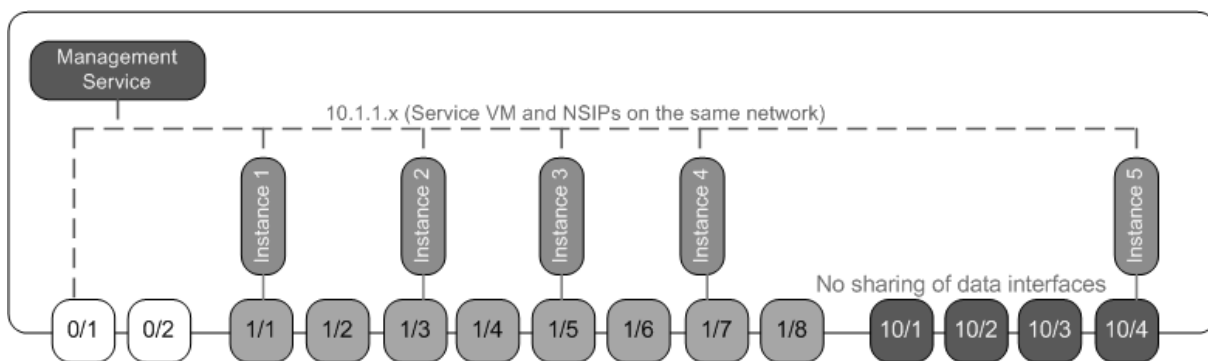 Management
Service
10.1.1.x (Service VM and NSIPs on the same network)
Instance 1
Instance 2
Instance 3
Instance 4
Instance 5
No sharing of data interfaces
0/1
0/2
1/1
1/2
1/3
1/4
1/5
1/6
1/7
1/8
10/1
10/2
10/3
10/4